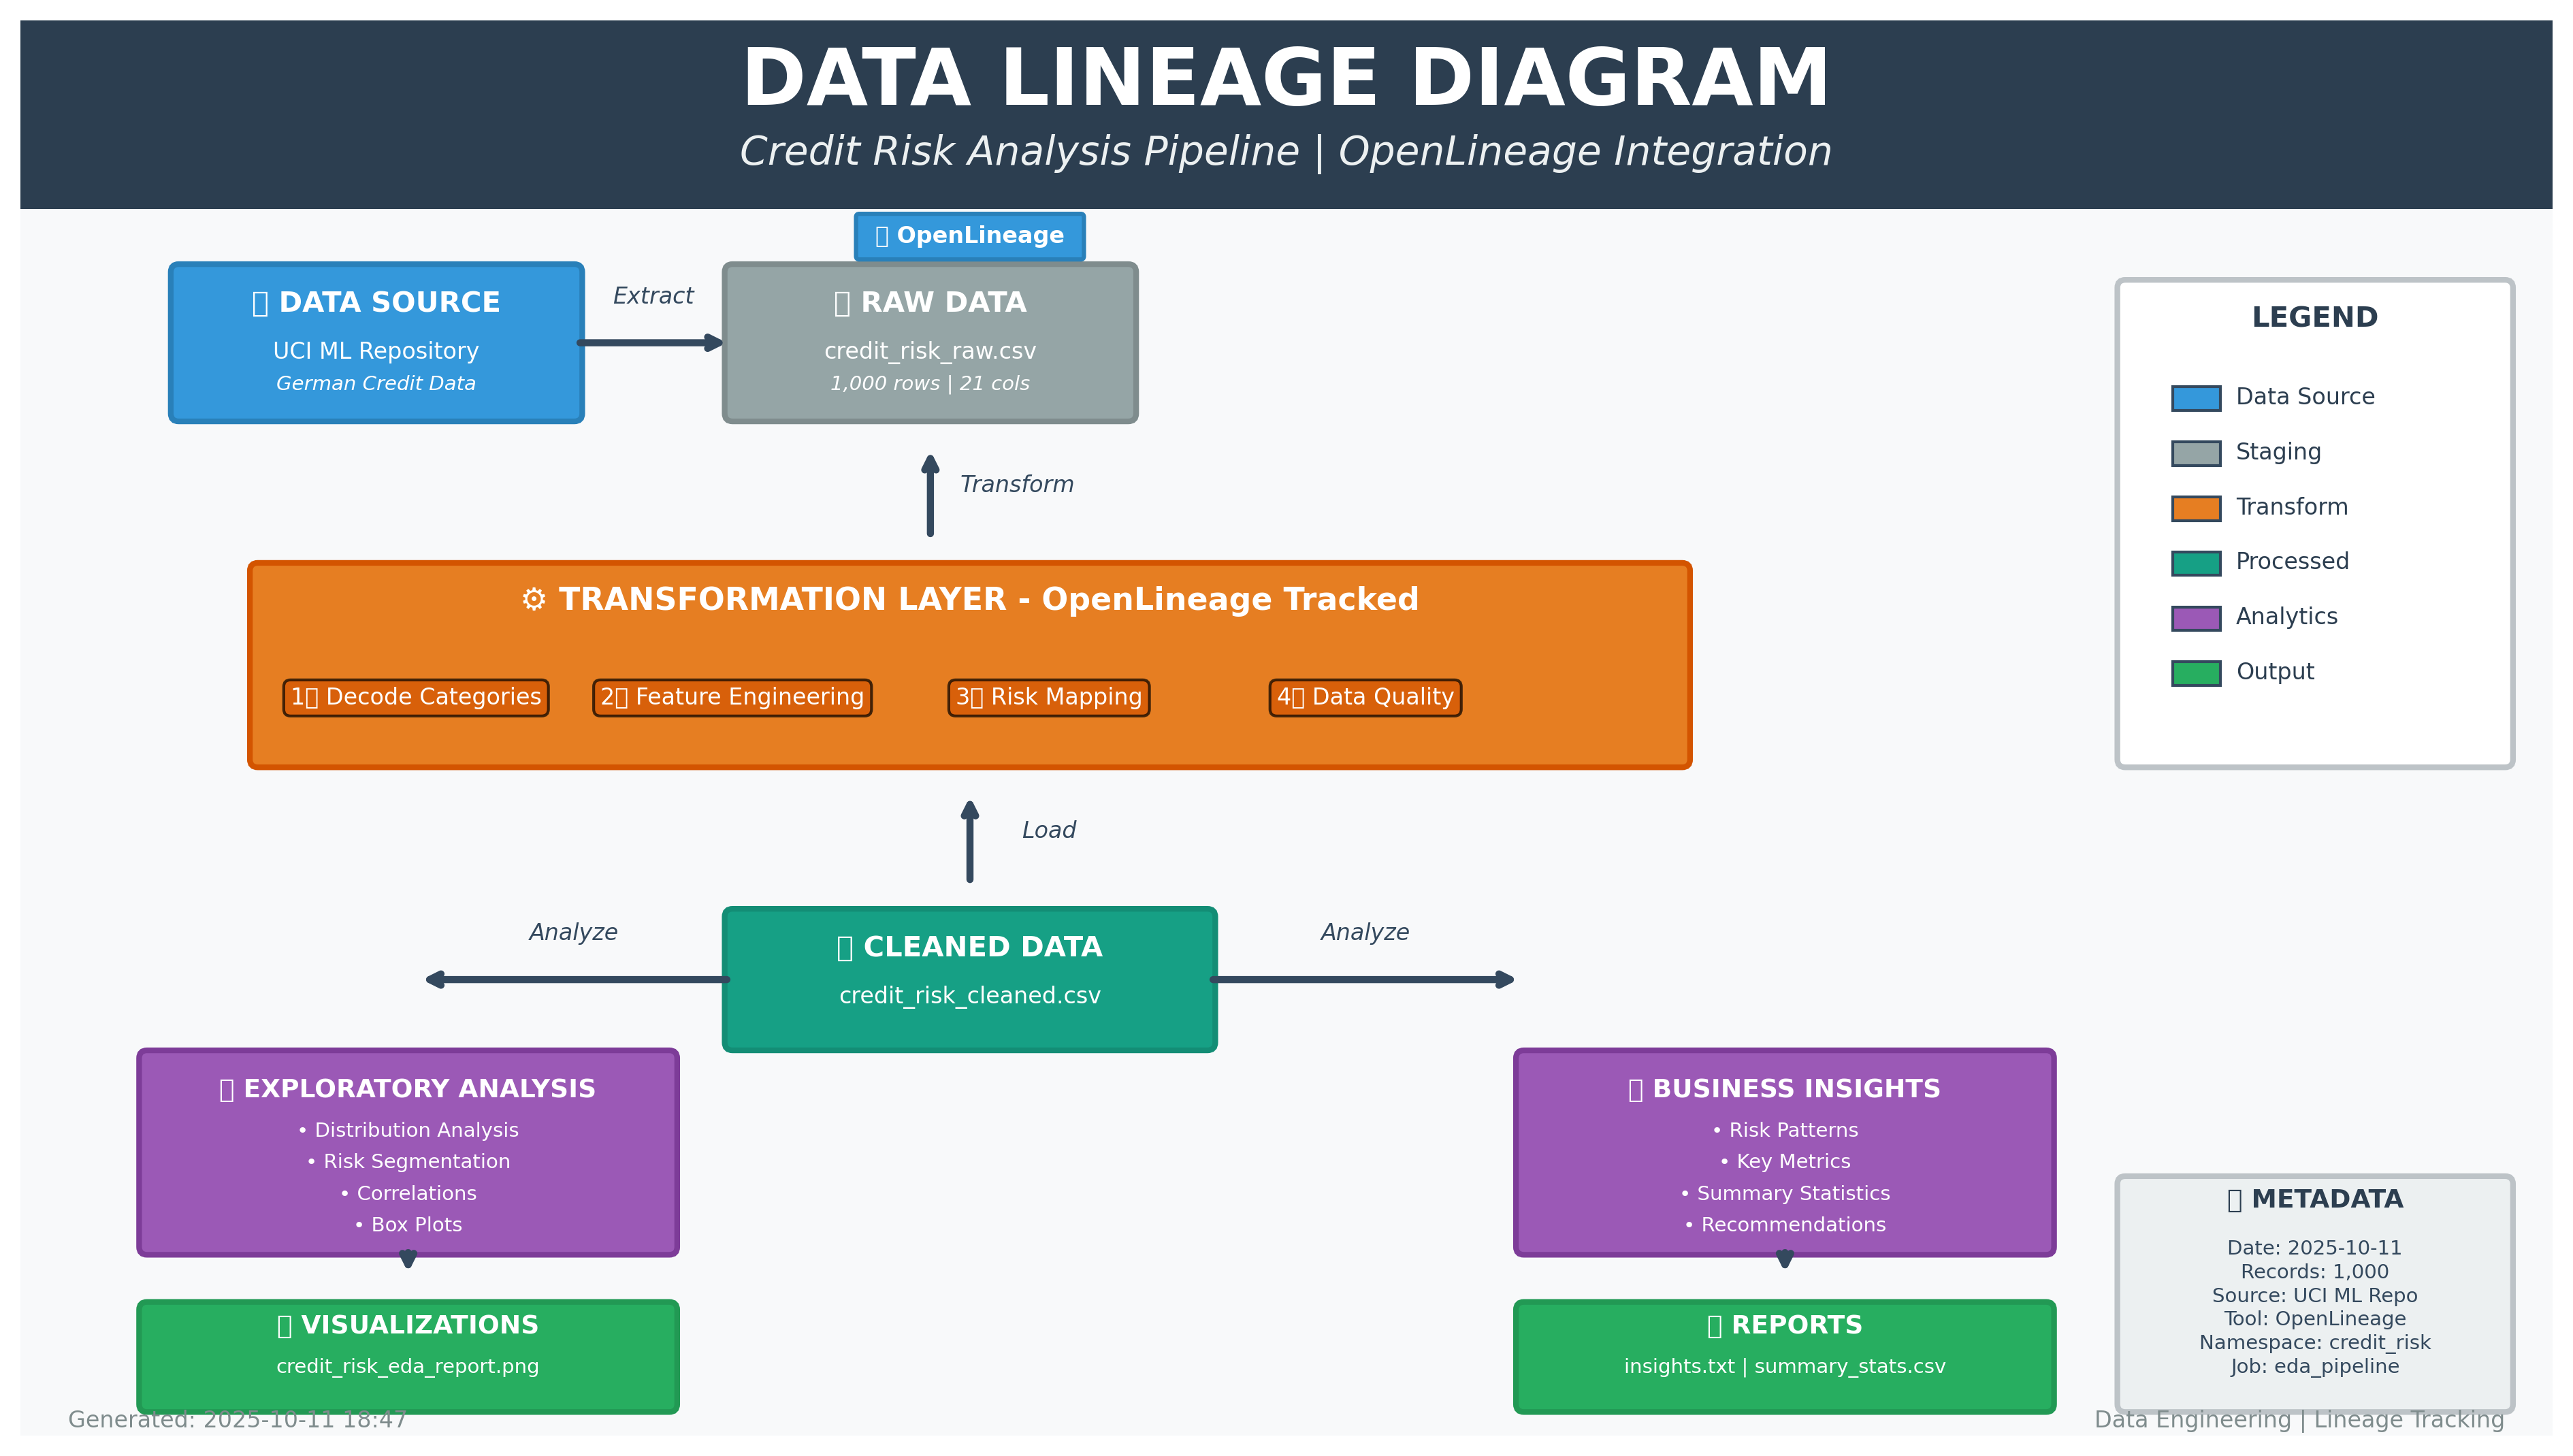 DATA LINEAGE DIAGRAM
Credit Risk Analysis Pipeline | OpenLineage Integration
OpenLineage
DATA SOURCE
UCI ML Repository
German Credit Data
Extract
RAW DATA
credit_risk_raw.csv
1,000 rows | 21 cols
Transform
⚙ TRANSFORMATION LAYER - OpenLineage Tracked
1 Decode Categories
2 Feature Engineering
3 Risk Mapping
4 Data Quality
Load
Analyze
CLEANED DATA
credit_risk_cleaned.csv
Analyze
EXPLORATORY ANALYSIS
• Distribution Analysis
• Risk Segmentation
• Correlations
• Box Plots
BUSINESS INSIGHTS
• Risk Patterns
• Key Metrics
• Summary Statistics
• Recommendations
VISUALIZATIONS
credit_risk_eda_report.png
REPORTS
insights.txt | summary_stats.csv
LEGEND
Data Source
Staging
Transform
Processed
Analytics
Output
METADATA
Date: 2025-10-11
Records: 1,000
Source: UCI ML Repo
Tool: OpenLineage
Namespace: credit_risk
Job: eda_pipeline
Generated: 2025-10-11 18:47
Data Engineering | Lineage Tracking